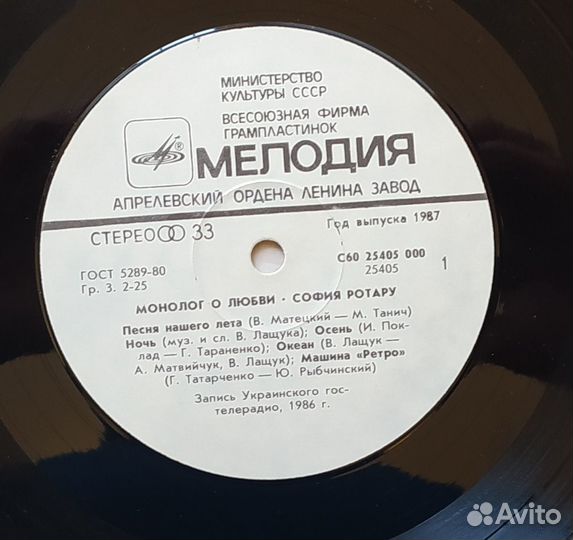 МИНИСТЕРСТВО
КУЛЬТУРЫ СССР
ВСЕСОЮЗНАЯ ФИРМА
ГРАМПЛАСТИНОК
МЕЛОДИЯ
АПРЕЛЕВСКИЙ ОРДЕНА ЛЕНИНА ЗАВОД
СТЕРЕО 33
Год выпуска 1987
ГОСТ 5289-80
Гр. 3. 2-25
С60 25405 000
25405
1
МОНОЛОГ О ЛЮБВИ · СОФИЯ РОТАРУ
Песня нашего лета (В. Матецкий — М. Танич)
Ночь (муз. и сл. В. Лащука); Осень (И. Пок-
лад — Г. Тараненко); Океан (В. Лащук —
А. Матвийчук, В. Лащук); Машина «Ретро»
(Г. Татарченко — Ю. Рыбчинский)
Запись Украинского гос-
телерадио, 1986 г.
Avito